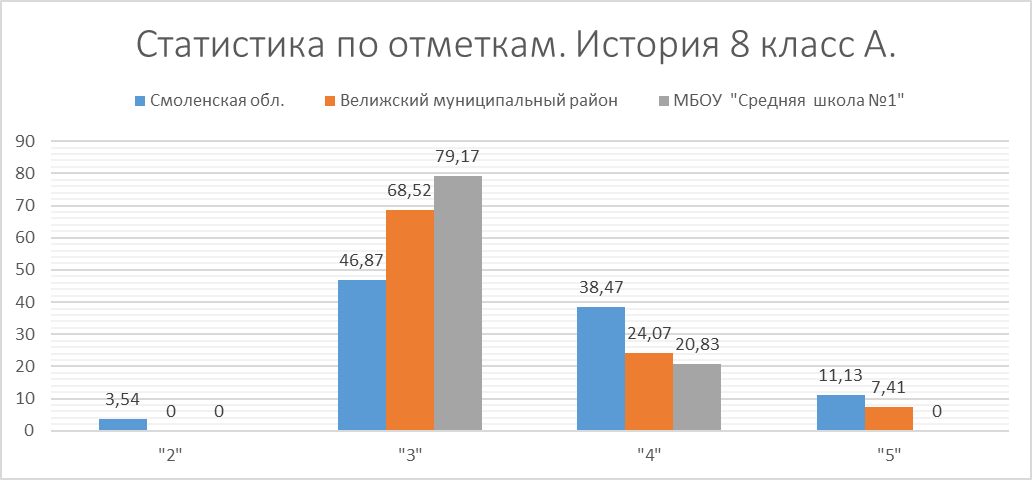 Статистика по отметкам. История 8 класс А.
Смоленская обл. Велижский муниципальный район МБОУ "Средняя школа №1"
90
80
70
60
50
40
30
20
10
0
3,54 0 0
46,87 68,52 79,17
38,47 24,07 20,83
11,13 7,41 0
"2" "3" "4" "5"